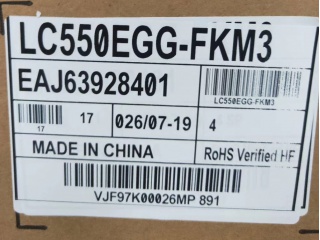 LC550EGG-FKM3
EAJ63928401
LC550EGG-FKM3
17 17 026/07-19 4
MADE IN CHINA RoHS Verified HF
VJF97K00026MP 891